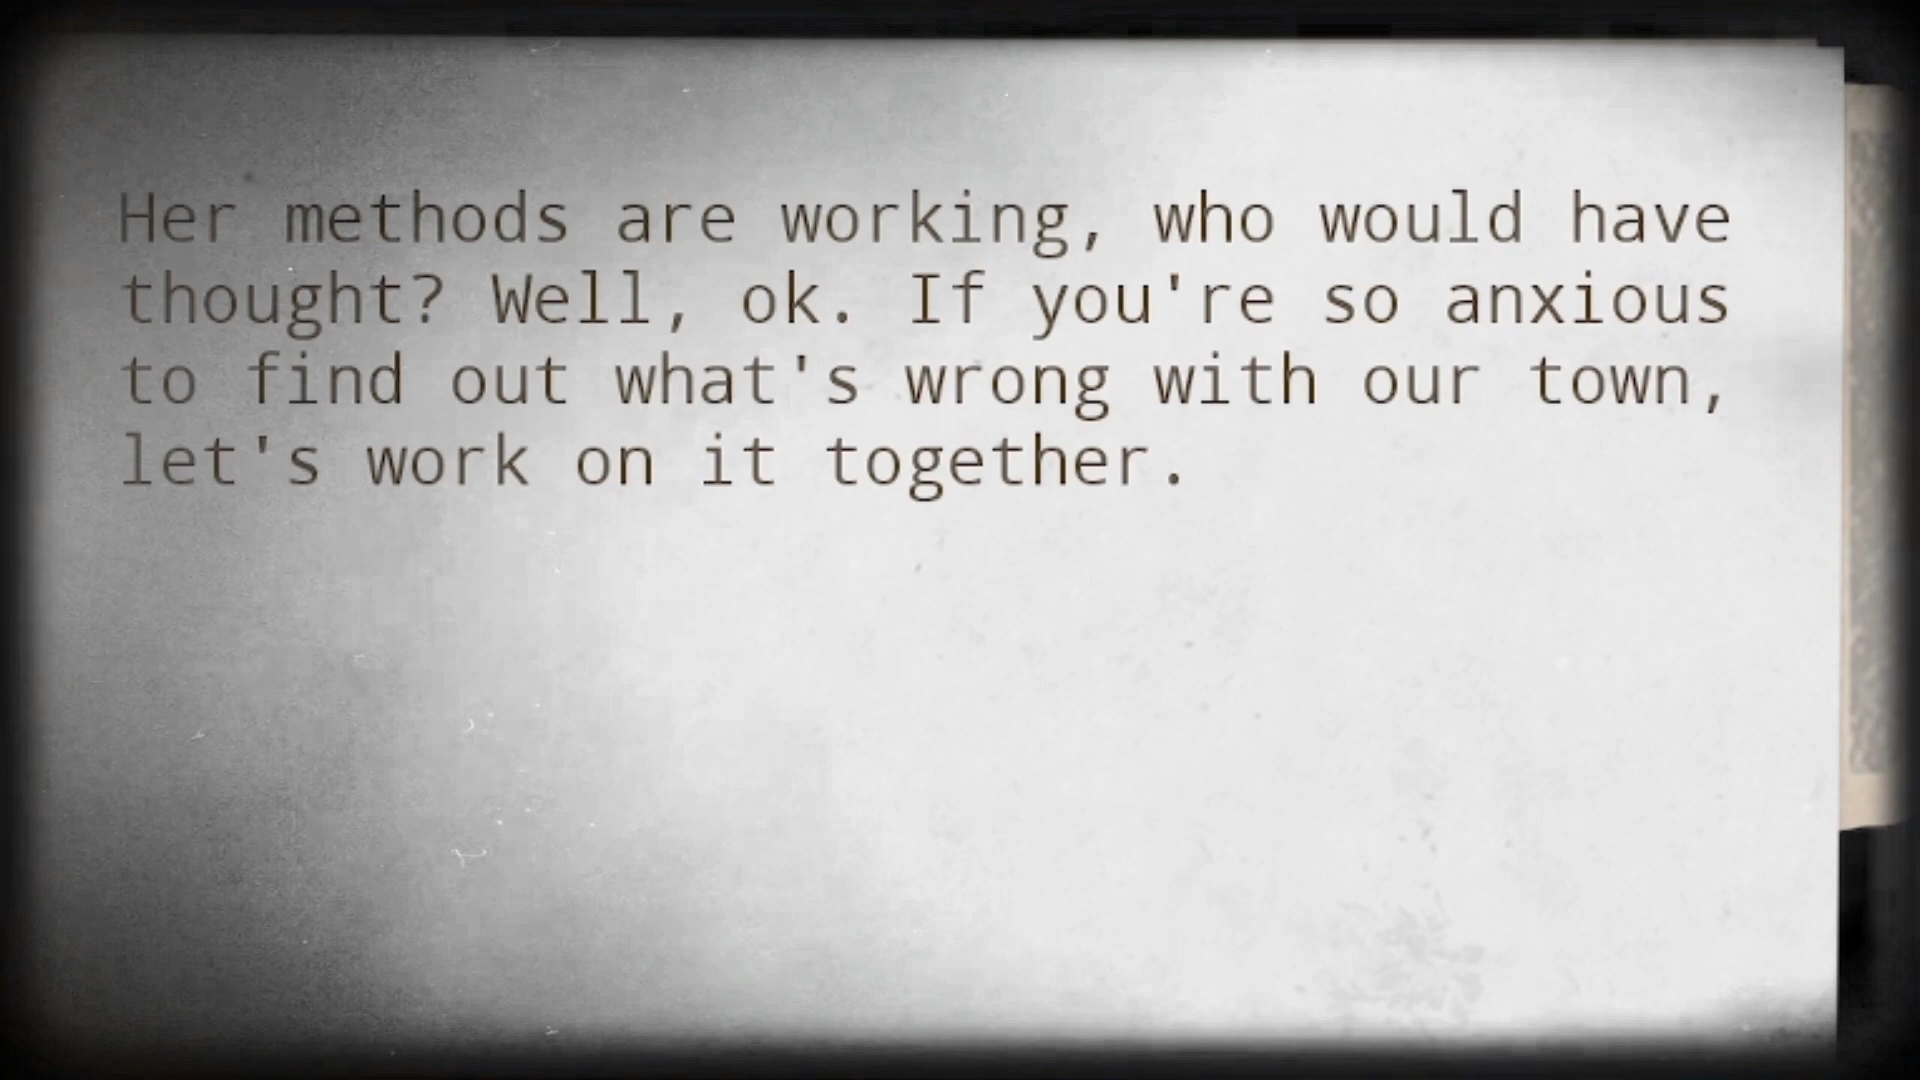 Her methods are working, who would have
thought? Well, ok. If you're so anxious
to find out what's wrong with our town,
let's work on it together.